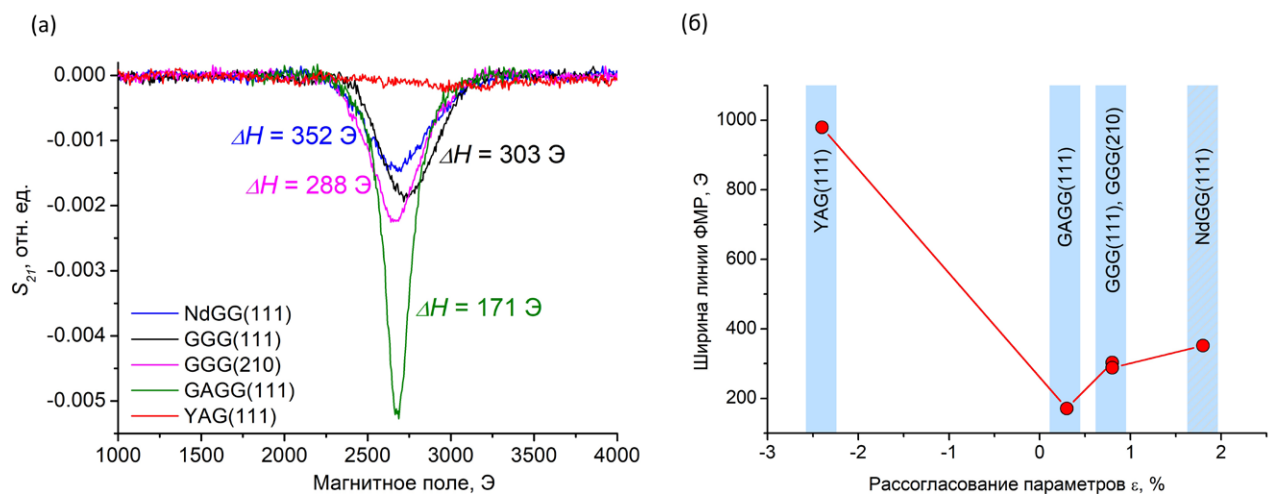 (а)
0.000
-0.001
-0.002
-0.003
-0.004
-0.005
S21, отн. ед.
ΔH = 352 Э
ΔH = 303 Э
ΔH = 288 Э
ΔH = 171 Э
NdGG(111)
GGG(111)
GGG(210)
GAGG(111)
YAG(111)
1000 1500 2000 2500 3000 3500 4000
Магнитное поле, Э
(б)
1000
800
600
400
200
Ширина линии ФМР, Э
YAG(111)
GAGG(111)
GGG(111), GGG(210)
NdGG(111)
-3 -2 -1 0 1 2
Рассогласование параметров ε, %